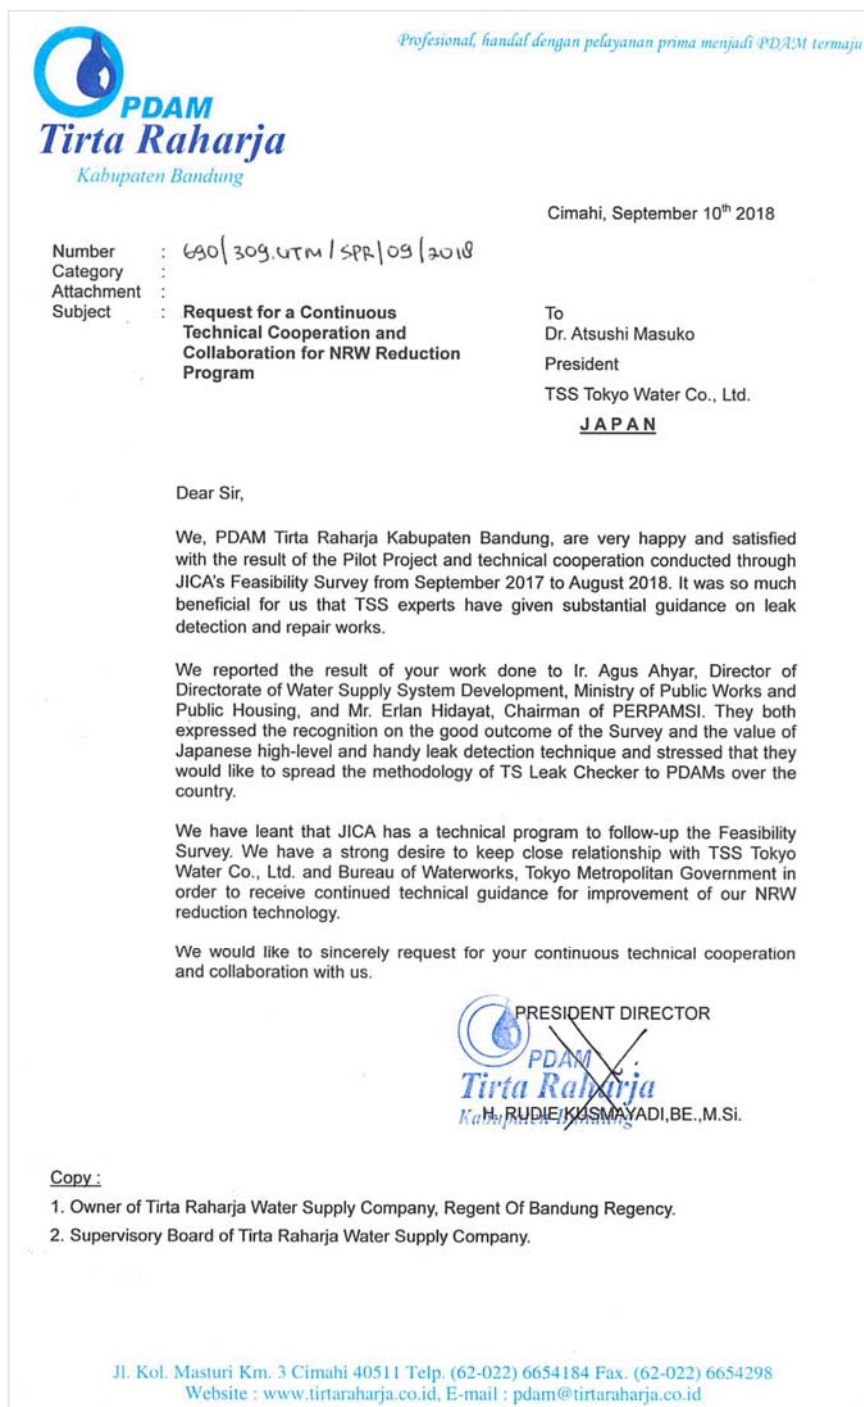 Profesional, handal dengan pelayanan prima menjadi PDAM termaju
PDAM
Tirta Raharja
Kabupaten Bandung
Cimahi, September 10th 2018
Number : 690/309.UTM/SPR/09/2018
Category :
Attachment :
Subject : Request for a Continuous
Technical Cooperation and
Collaboration for NRW Reduction
Program
To
Dr. Atsushi Masuko
President
TSS Tokyo Water Co., Ltd.
JAPAN
Dear Sir,
We, PDAM Tirta Raharja Kabupaten Bandung, are very happy and satisfied
with the result of the Pilot Project and technical cooperation conducted through
JICA's Feasibility Survey from September 2017 to August 2018. It was so much
beneficial for us that TSS experts have given substantial guidance on leak
detection and repair works.
We reported the result of your work done to Ir. Agus Ahyar, Director of
Directorate of Water Supply System Development, Ministry of Public Works and
Public Housing, and Mr. Erlan Hidayat, Chairman of PERPAMSI. They both
expressed the recognition on the good outcome of the Survey and the value of
Japanese high-level and handy leak detection technique and stressed that they
would like to spread the methodology of TS Leak Checker to PDAMs over the
country.
We have leant that JICA has a technical program to follow-up the Feasibility
Survey. We have a strong desire to keep close relationship with TSS Tokyo
Water Co., Ltd. and Bureau of Waterworks, Tokyo Metropolitan Government in
order to receive continued technical guidance for improvement of our NRW
reduction technology.
We would like to sincerely request for your continuous technical cooperation
and collaboration with us.
PRESIDENT DIRECTOR
PDAM
Tirta Raharja
Kabupaten Bandung
H. RUDIE KUSMAYADI,BE.,M.Si.
Copy :
1. Owner of Tirta Raharja Water Supply Company, Regent Of Bandung Regency.
2. Supervisory Board of Tirta Raharja Water Supply Company.
Jl. Kol. Masturi Km. 3 Cimahi 40511 Telp. (62-022) 6654184 Fax. (62-022) 6654298
Website : www.tirtaraharja.co.id, E-mail : pdam@tirtaraharja.co.id